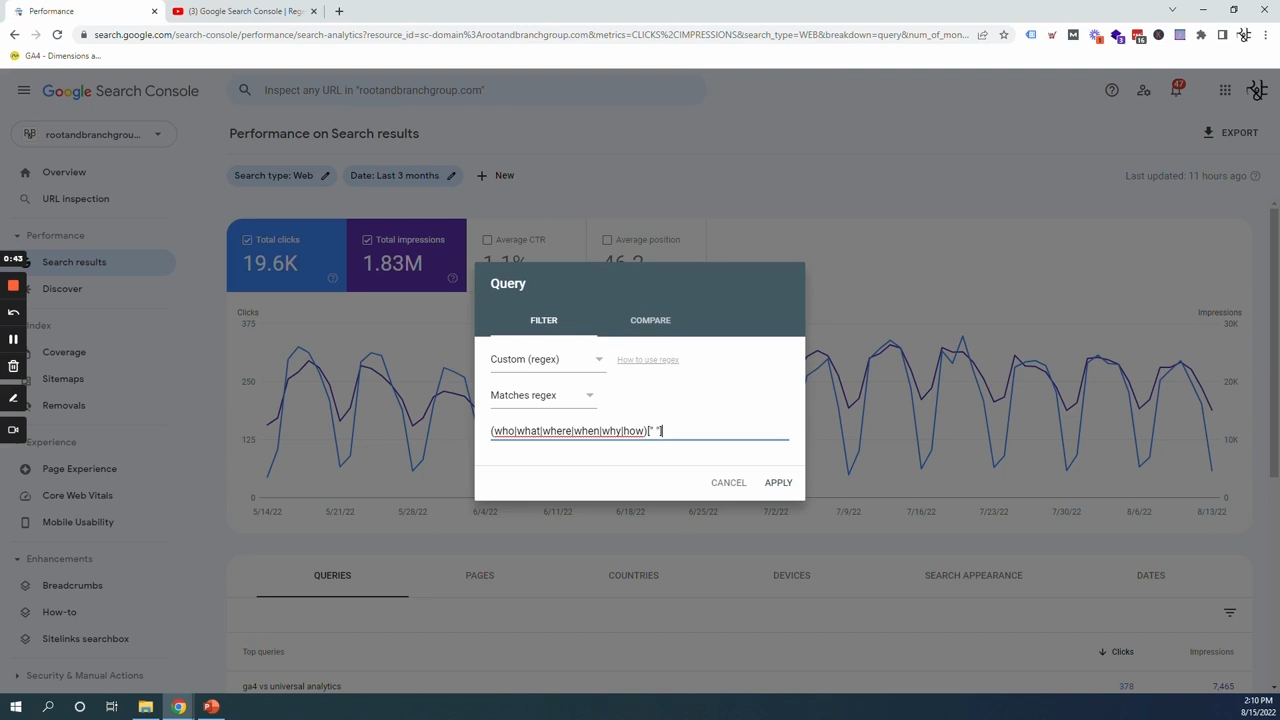 Performance
(3) Google Search Console | Rege
search.google.com/search-console/performance/search-analytics?resource_id=sc-domain%3Arootandbranchgroup.com&metrics=CLICKS%2CIMPRESSIONS&search_type=WEB&breakdown=query&num_of_mon...
GA4 - Dimensions a...
Google Search Console
Inspect any URL in "rootandbranchgroup.com"
47
rootandbranchgrou...
Performance on Search results
EXPORT
Search type: Web
Date: Last 3 months
New
Last updated: 11 hours ago
Overview
URL inspection
Performance
Search results
Discover
Index
Coverage
Sitemaps
Removals
Experience
Page Experience
Core Web Vitals
Mobile Usability
Enhancements
Breadcrumbs
How-to
Sitelinks searchbox
Security & Manual Actions
0:43
Total clicks
19.6K
Total impressions
1.83M
Average CTR
1.1%
Average position
46.2
Clicks
375
250
125
0
Impressions
30K
20K
10K
0
5/14/22
5/21/22
5/28/22
6/4/22
6/11/22
6/18/22
6/25/22
7/2/22
7/9/22
7/16/22
7/23/22
7/30/22
8/6/22
8/13/22
Query
FILTER
COMPARE
Custom (regex)
How to use regex
Matches regex
(who|what|where|when|why|how)[" "]
CANCEL
APPLY
QUERIES
PAGES
COUNTRIES
DEVICES
SEARCH APPEARANCE
DATES
Top queries
Clicks
Impressions
ga4 vs universal analytics
378
7,465
2:10 PM
8/15/2022